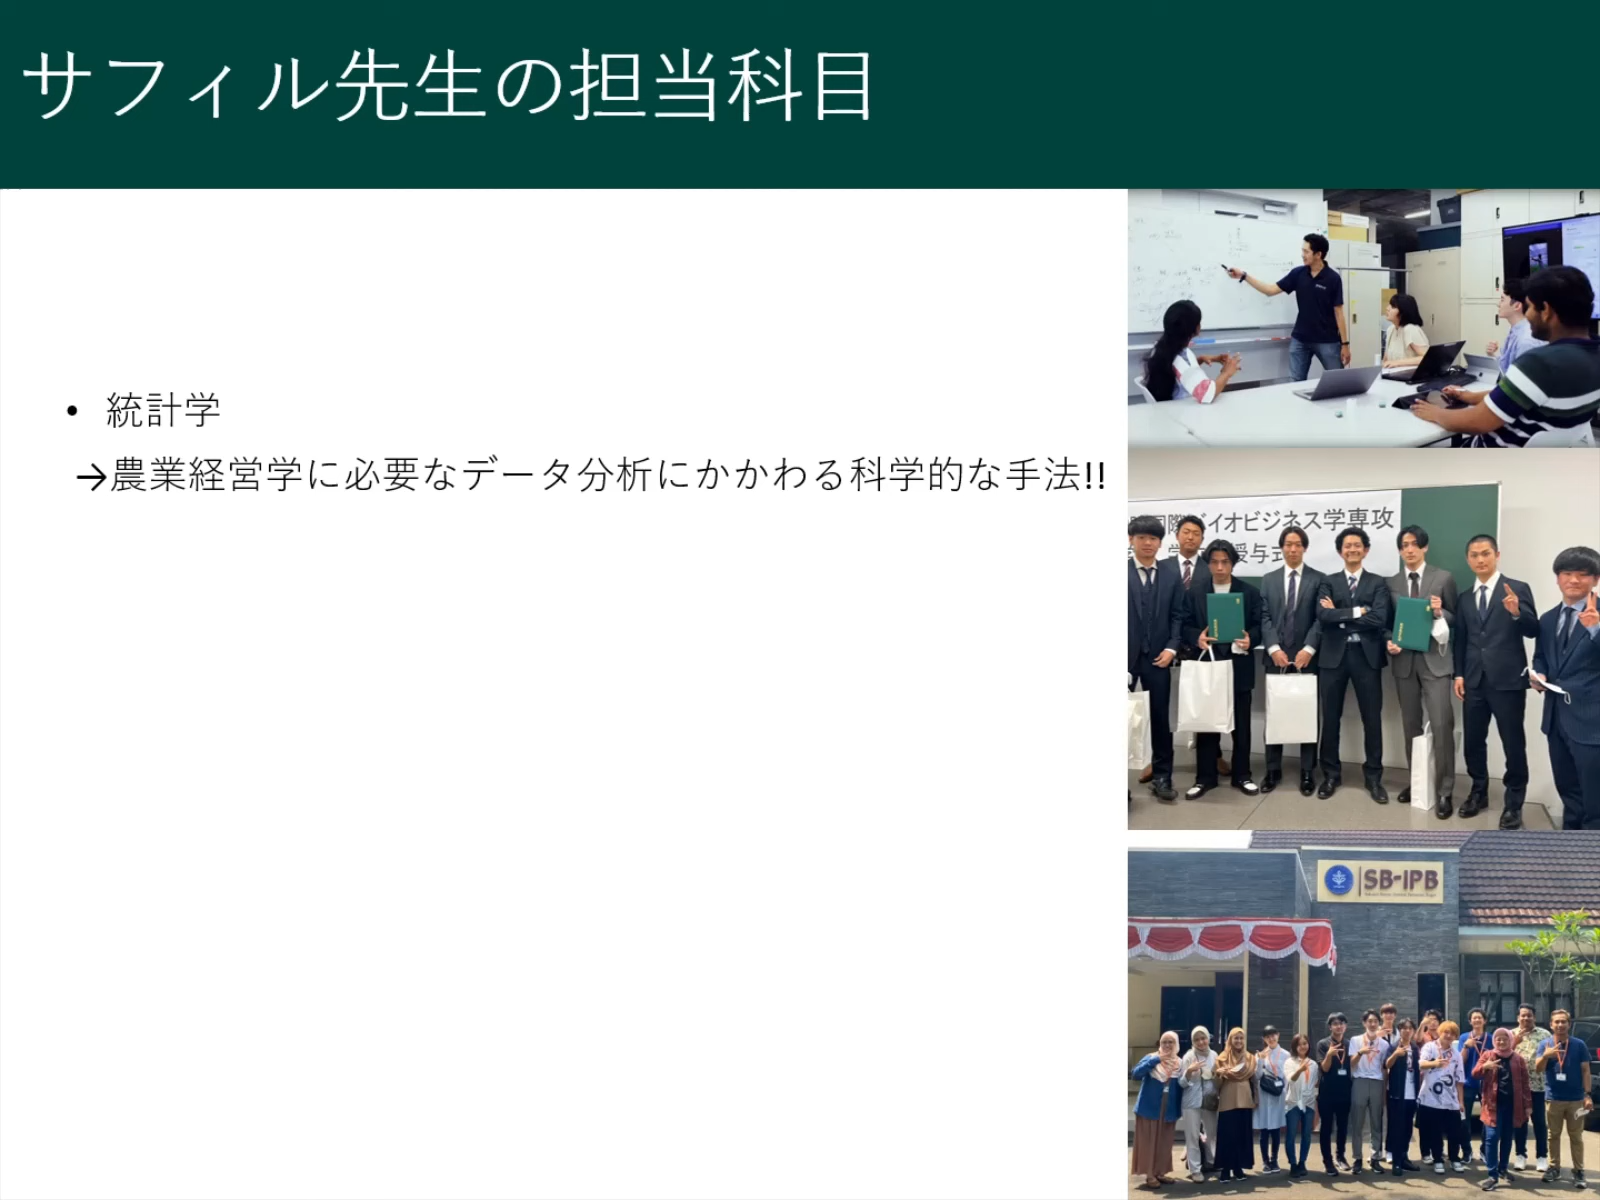 サフィル先生の担当科目
• 統計学
→農業経営学に必要なデータ分析にかかわる科学的な手法!!
国際バイオビジネス学専攻
授与式
SB-IPB